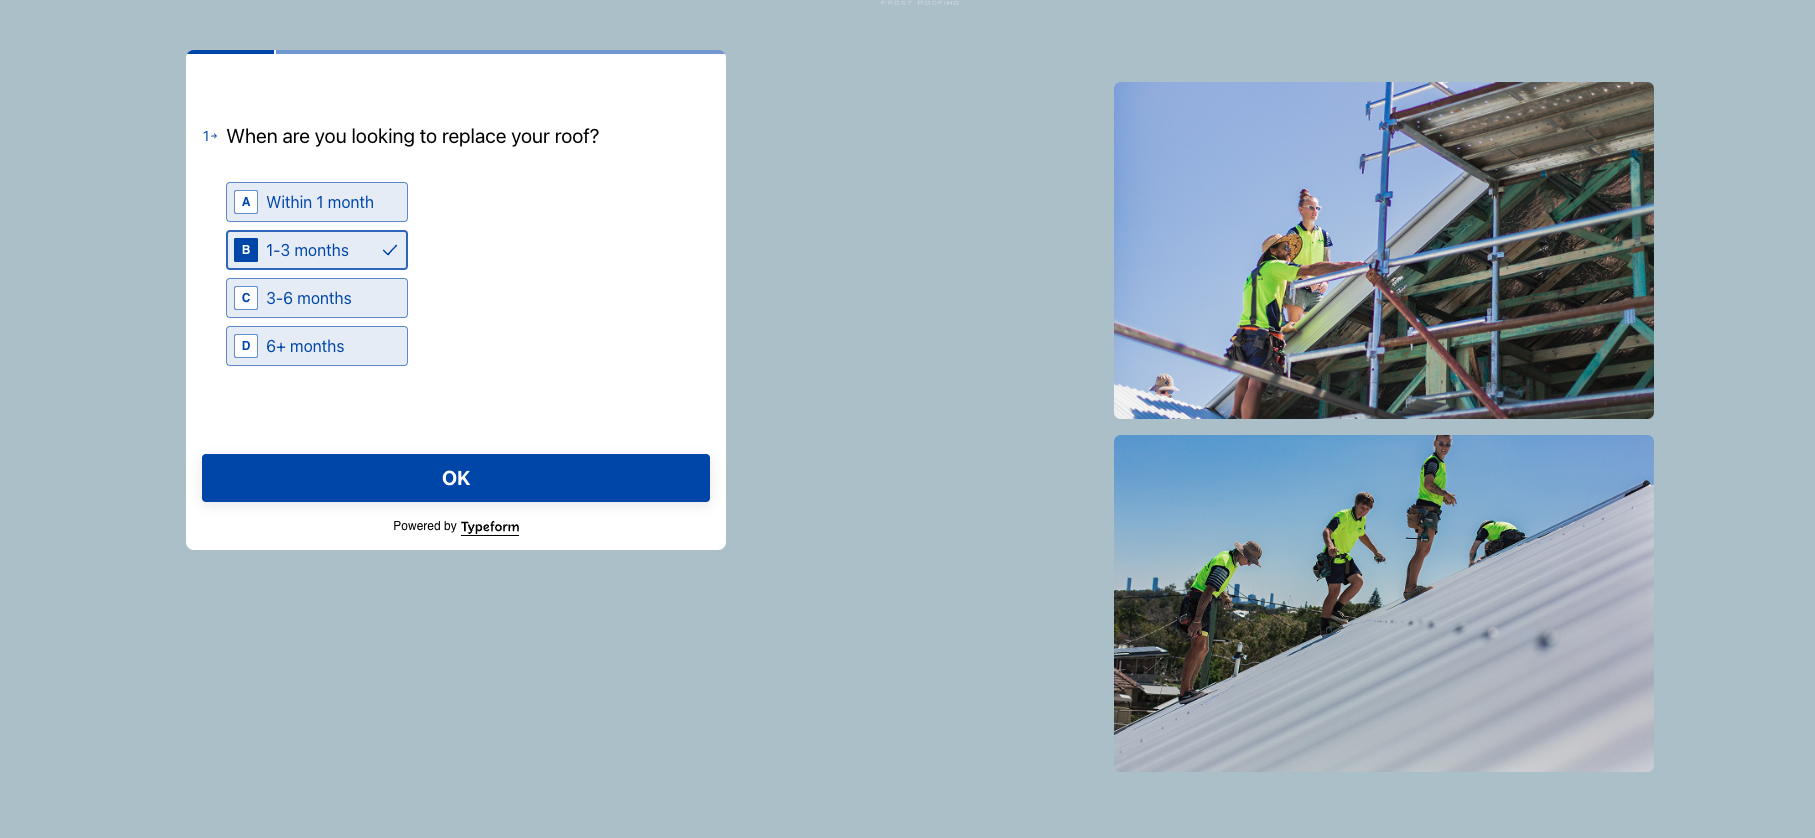 FROST ROOFING
1
When are you looking to replace your roof?
A Within 1 month
B 1-3 months
C 3-6 months
D 6+ months
OK
Powered by Typeform